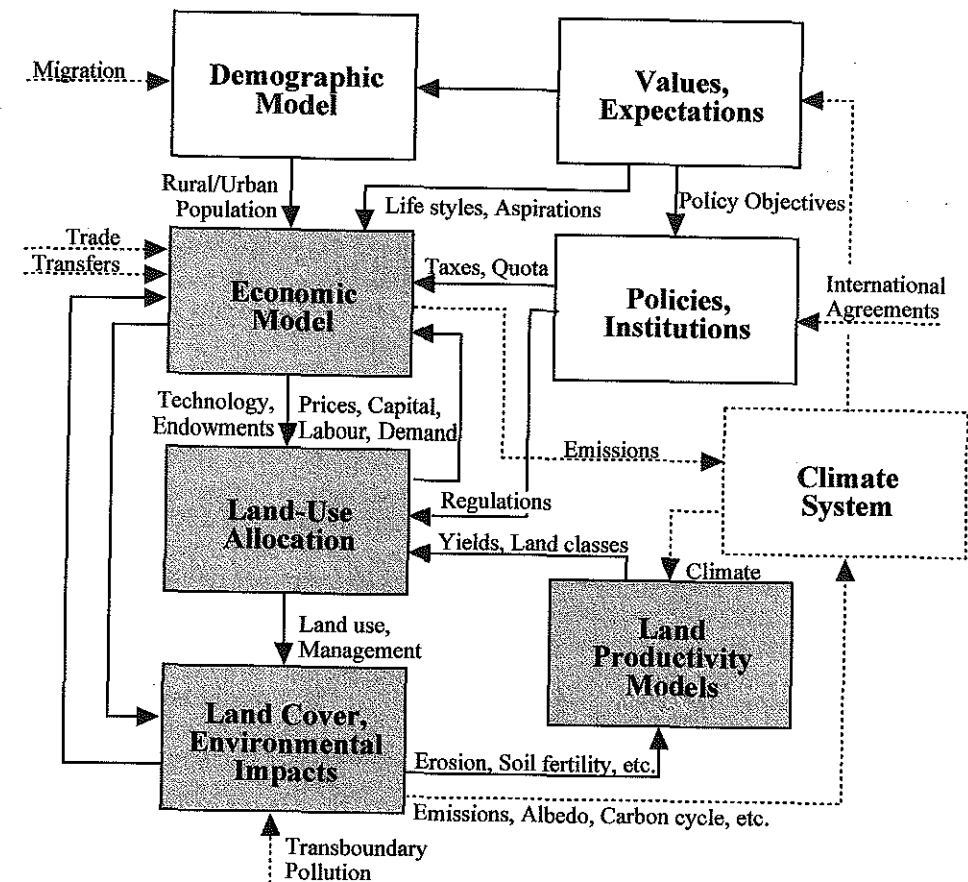 Migration
Demographic
Model
Values,
Expectations
Rural/Urban
Population
Life styles, Aspirations
Policy Objectives
Trade
Transfers
Economic
Model
Taxes, Quota
Policies,
Institutions
International
Agreements
Technology,
Endowments
Prices, Capital,
Labour, Demand
Emissions
Climate
System
Land-Use
Allocation
Regulations
Yields, Land classes
Climate
Land use,
Management
Land
Productivity
Models
Land Cover,
Environmental
Impacts
Erosion, Soil fertility, etc.
Emissions, Albedo, Carbon cycle, etc.
Transboundary
Pollution